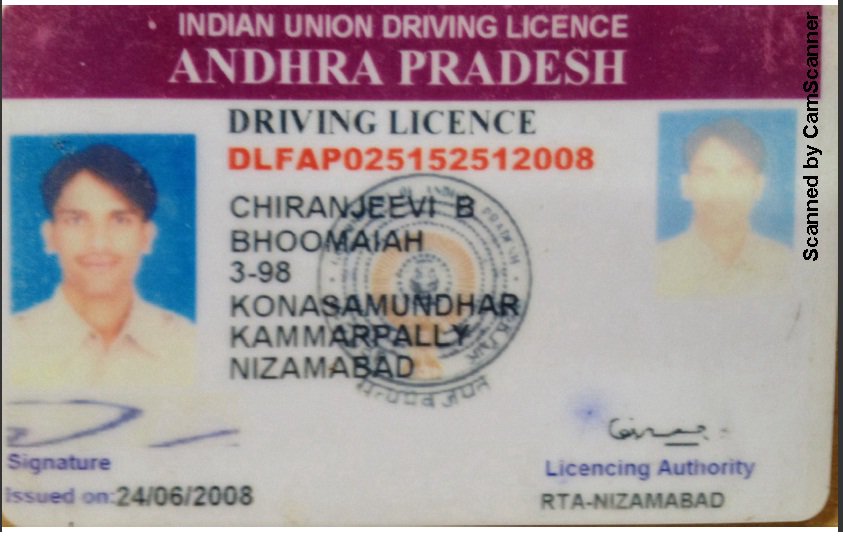 INDIAN UNION DRIVING LICENCE
ANDHRA PRADESH
DRIVING LICENCE
DLFAP025152512008
CHIRANJEEVI B
BHOOMAIAH
3-98
KONASAMUNDHAR
KAMMARPALLY
NIZAMABAD
Signature
Issued on:24/06/2008
Licencing Authority
RTA-NIZAMABAD
Scanned by CamScanner